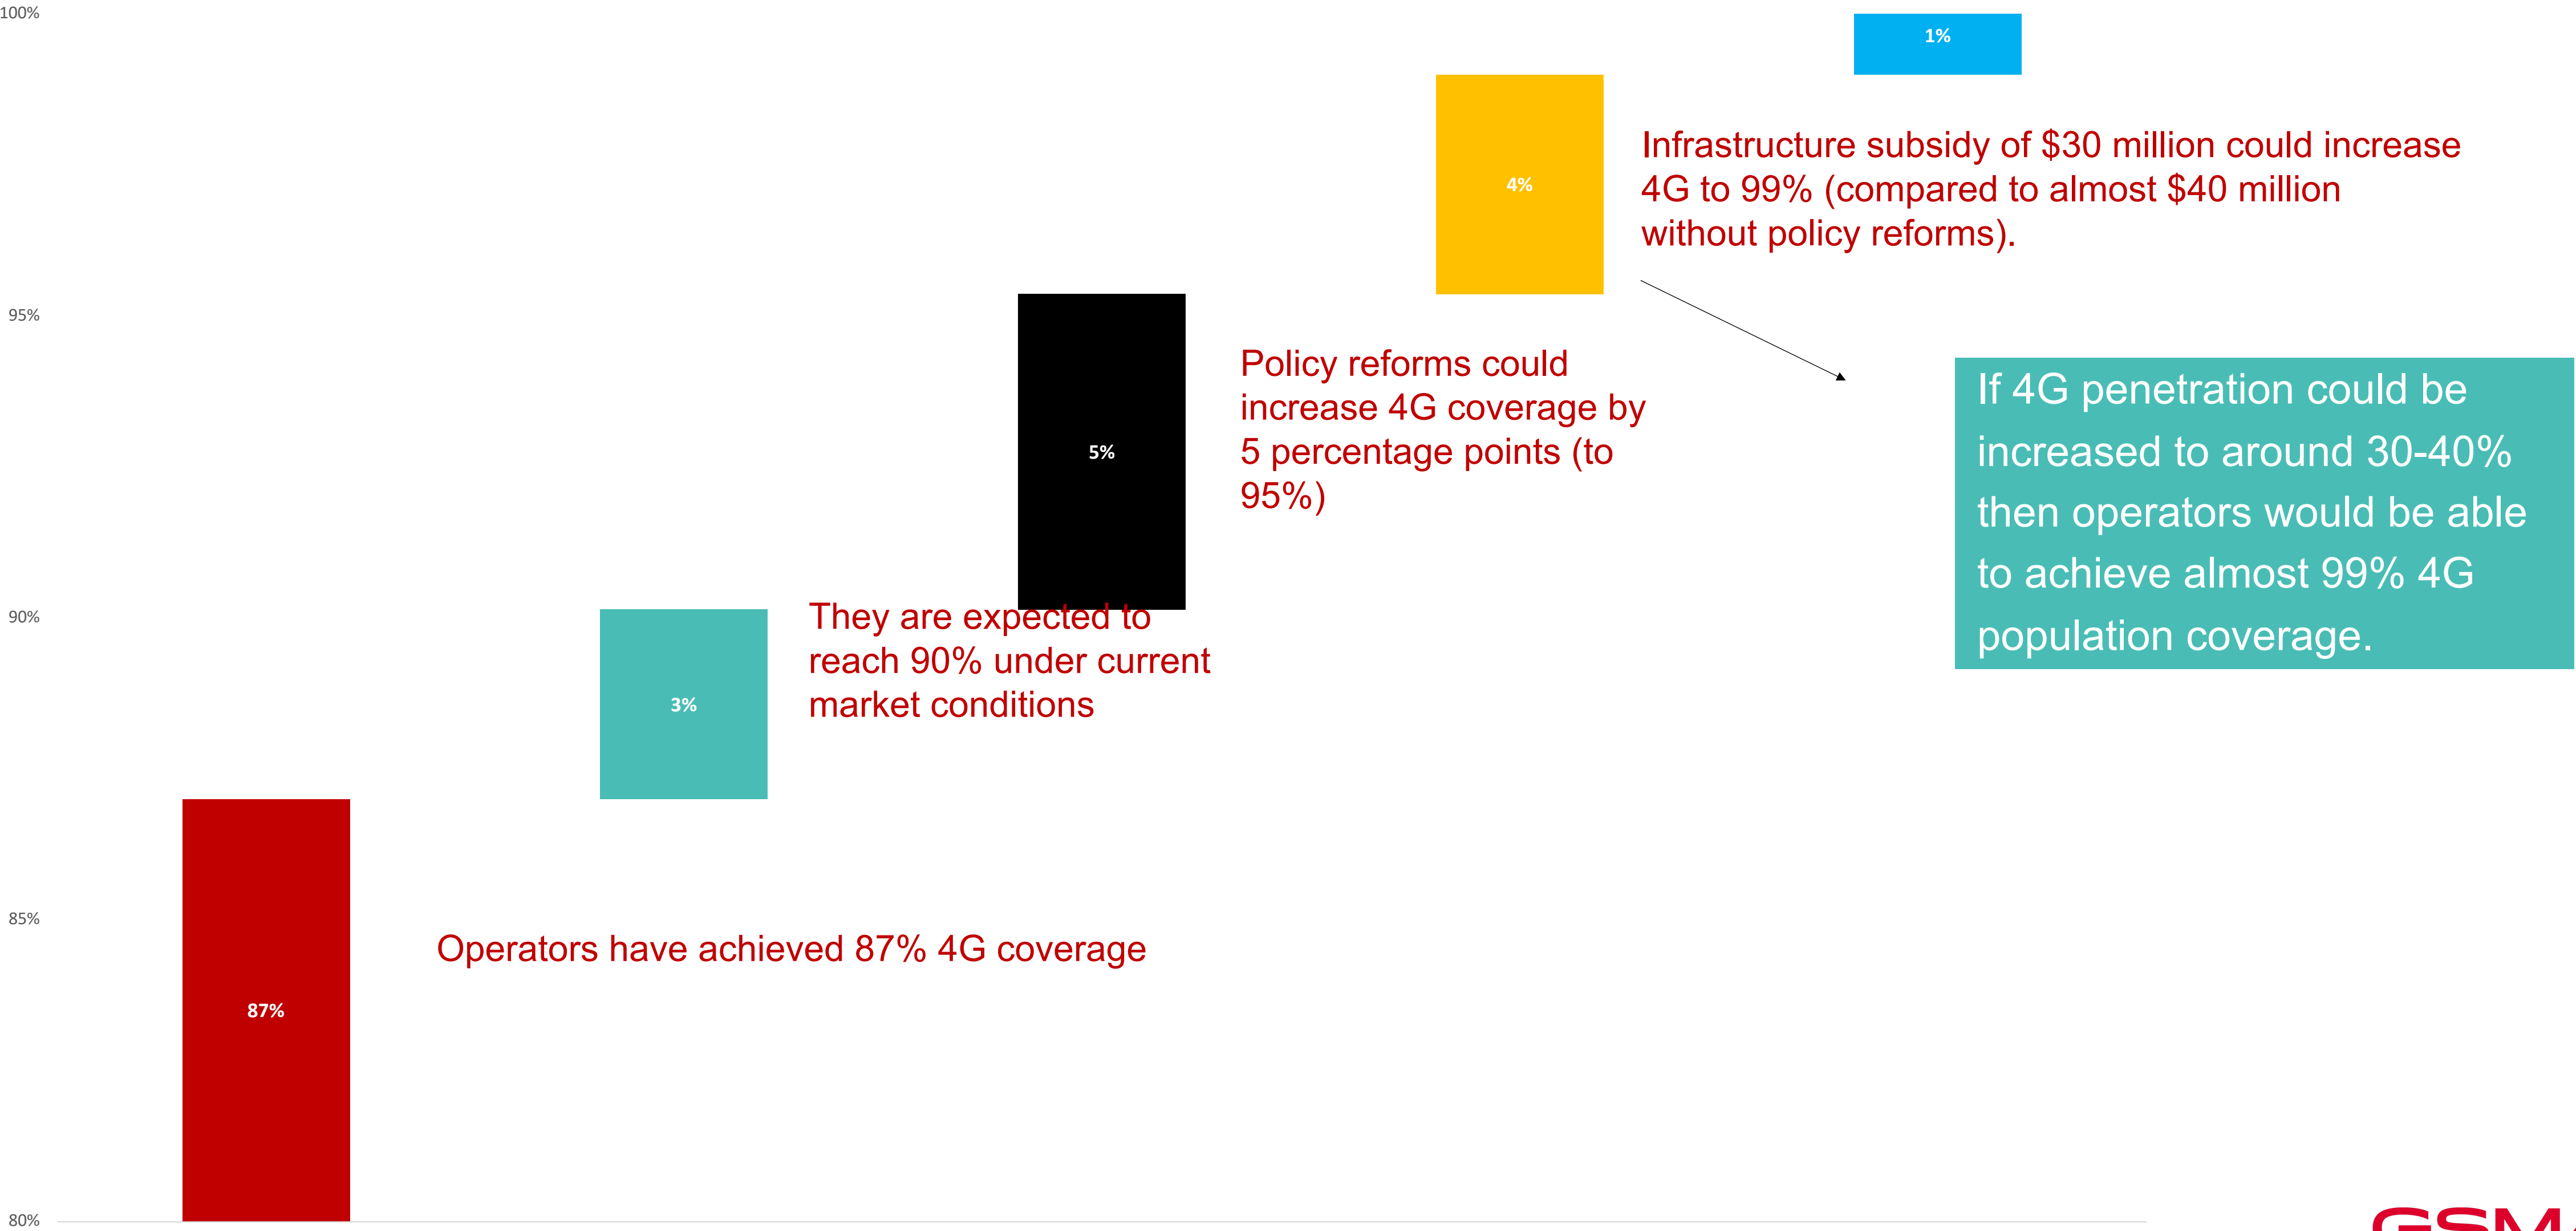 100%
1%
Infrastructure subsidy of $30 million could increase
4G to 99% (compared to almost $40 million
without policy reforms).
4%
95%
Policy reforms could
increase 4G coverage by
5 percentage points (to
95%)
5%
If 4G penetration could be
increased to around 30-40%
then operators would be able
to achieve almost 99% 4G
population coverage.
90%
They are expected to
reach 90% under current
market conditions
3%
85%
Operators have achieved 87% 4G coverage
87%
80%